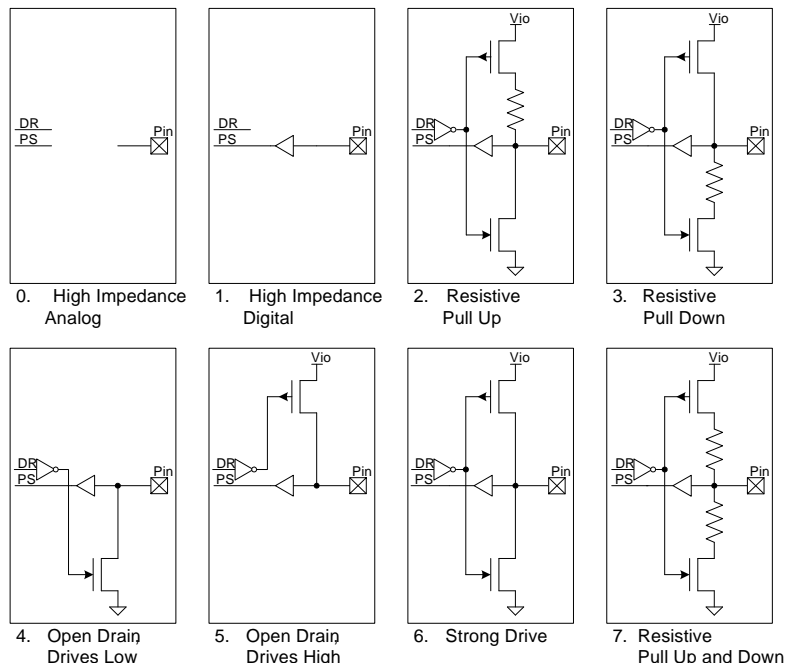 Vio Vio
DR DR DR DR
PS Pin PS Pin PS Pin PS Pin
0. High Impedance Analog
1. High Impedance Digital
2. Resistive Pull Up
3. Resistive Pull Down
Vio Vio Vio
DR DR DR DR
PS Pin PS Pin PS Pin PS Pin
4. Open Drain, Drives Low
5. Open Drain, Drives High
6. Strong Drive
7. Resistive Pull Up and Down